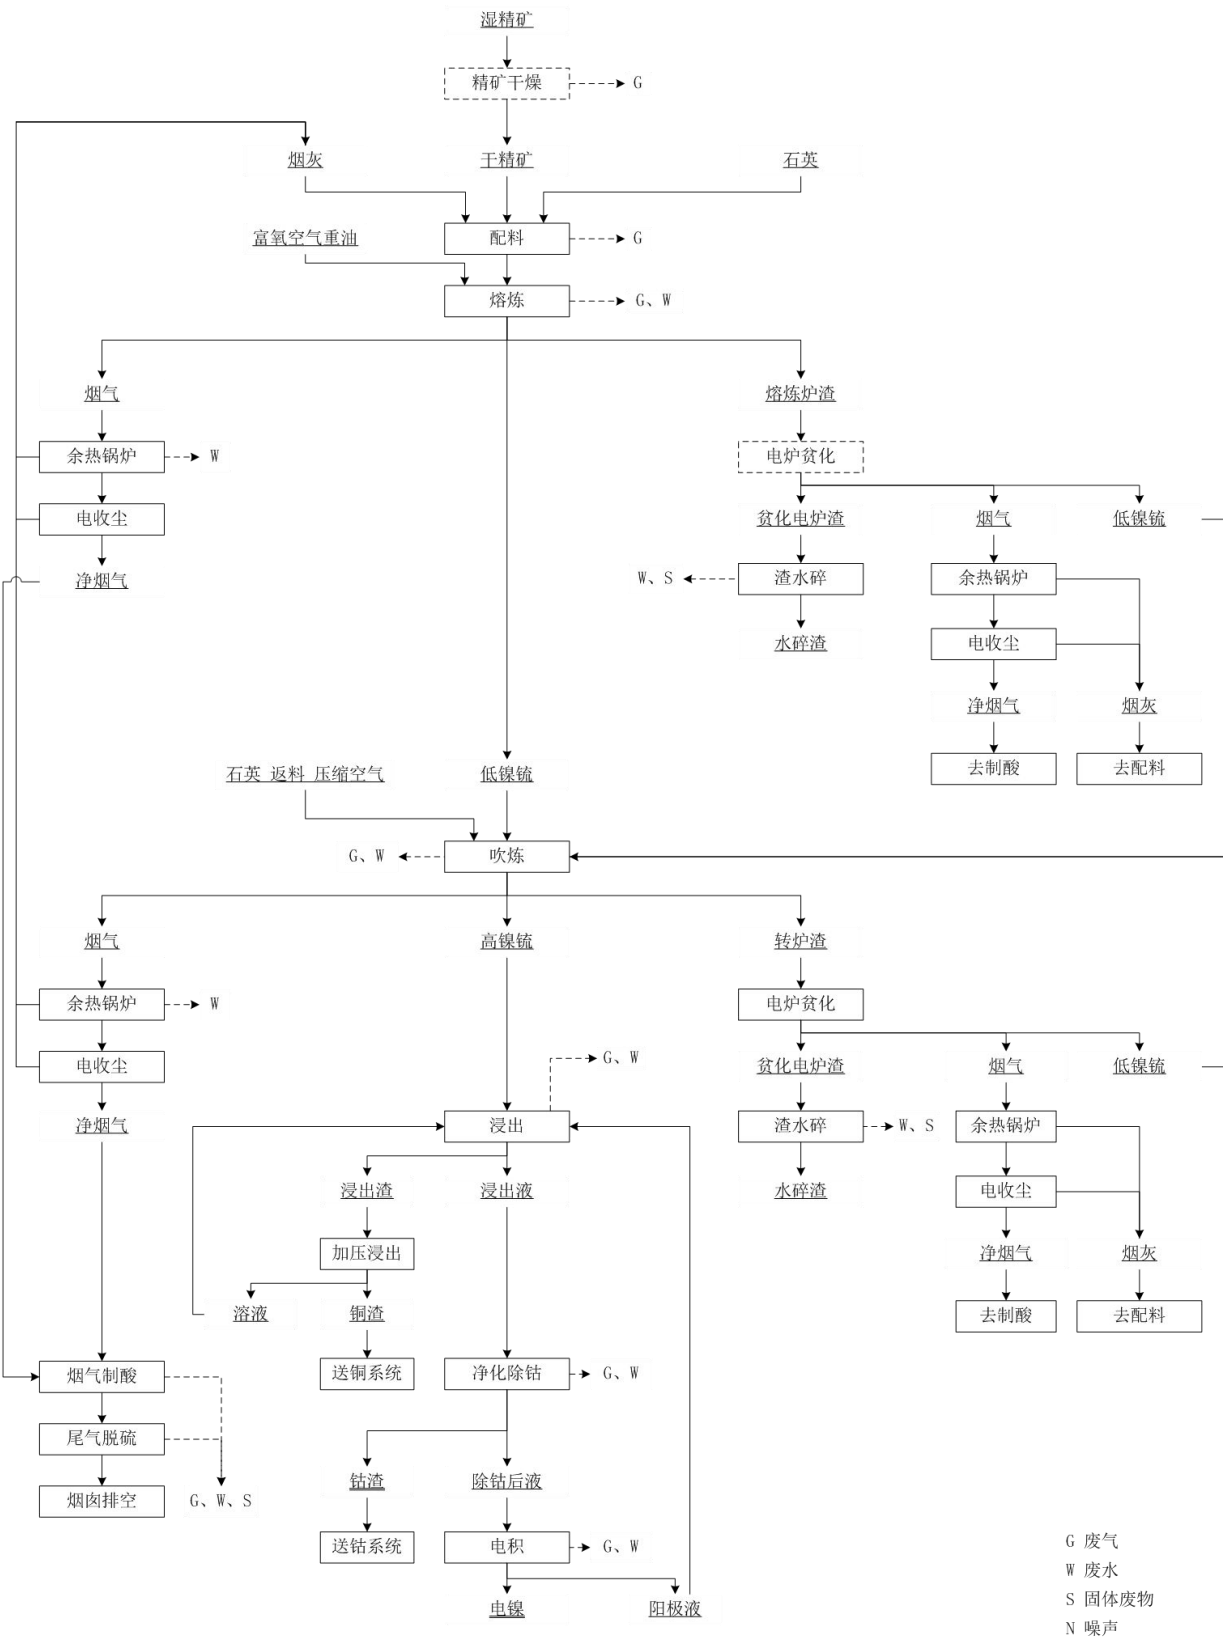 湿精矿
精矿干燥 G
烟灰 干精矿 石英
富氧空气重油 配料 G
熔炼 G、W
烟气 熔炼炉渣
余热锅炉 W 电炉贫化
电收尘 贫化电炉渣 烟气 低镍锍
净烟气 W、S 渣水碎 余热锅炉
水碎渣 电收尘
净烟气 烟灰
石英 返料 压缩空气 低镍锍 去制酸 去配料
G、W 吹炼
烟气 高镍锍 转炉渣
余热锅炉 W 电炉贫化
电收尘 G、W 贫化电炉渣 烟气 低镍锍
净烟气 浸出 渣水碎 W、S 余热锅炉
浸出渣 浸出液 水碎渣 电收尘
加压浸出 净烟气 烟灰
溶液 铜渣 去制酸 去配料
烟气制酸 送铜系统 净化除钴 G、W
尾气脱硫
钴渣 除钴后液
烟囱排空 G、W、S
送钴系统 电积 G、W
G 废气
W 废水
S 固体废物
电镍 阳极液
N 噪声